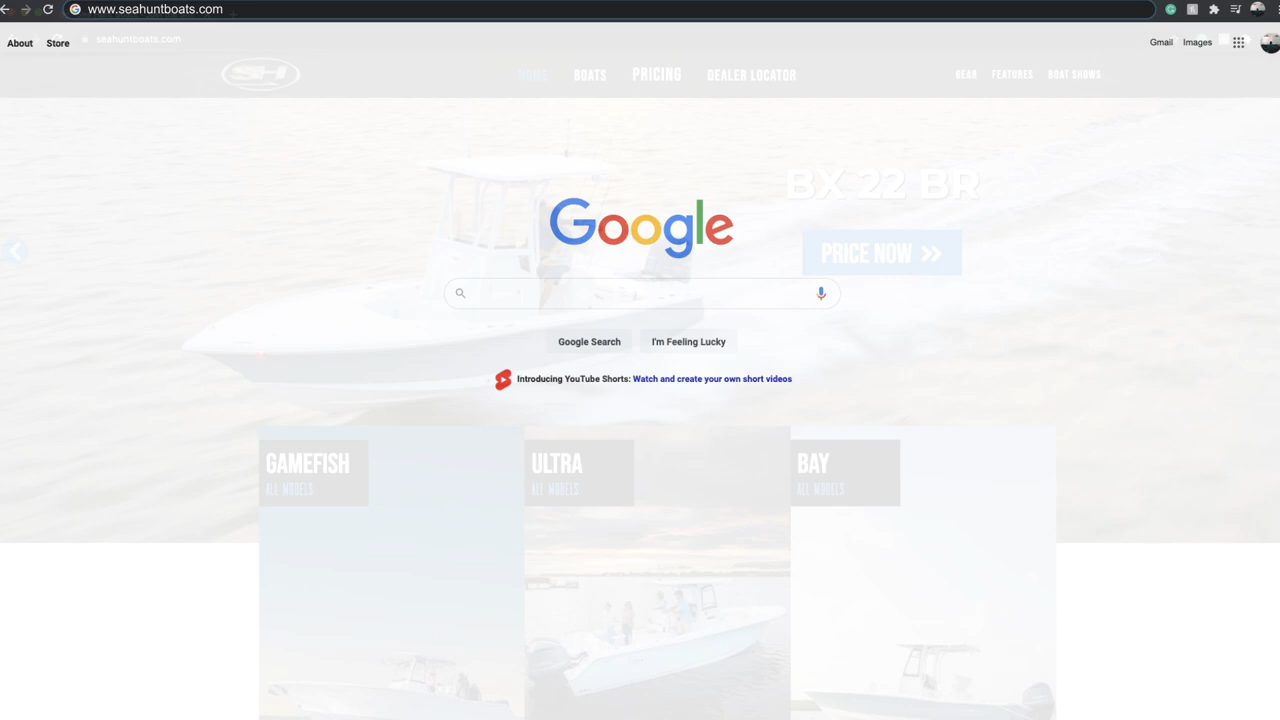 www.seahuntboats.com
About Store
seahuntboats.com
Gmail Images
SH
HOME BOATS PRICING DEALER LOCATOR
GEAR FEATURES BOAT SHOWS
BX 22 BR
PRICE NOW >>
Google
Google Search I'm Feeling Lucky
Introducing YouTube Shorts: Watch and create your own short videos
GAMEFISH
ALL MODELS
ULTRA
ALL MODELS
BAY
ALL MODELS